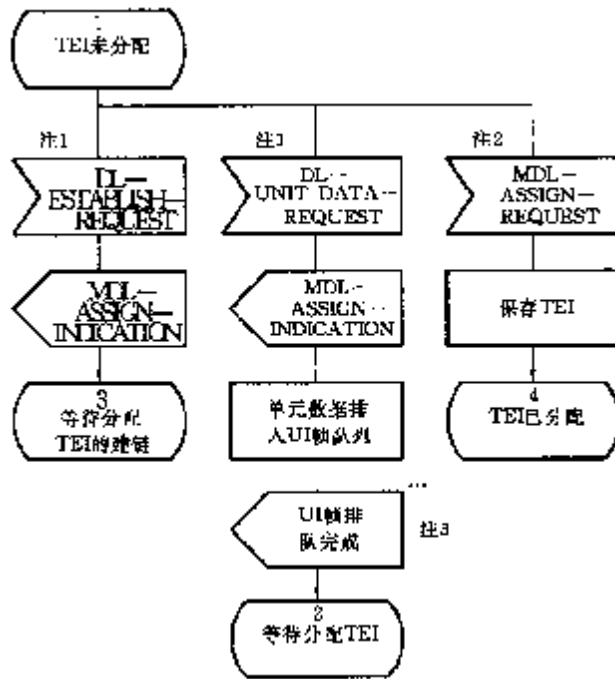 1
TEI未分配
注1
DL—
ESTABLISH—
REQUEST
MDL—
ASSIGN—
INDICATION
3
等待分配
TEI的建链
注1
DL—
UNIT DATA—
REQUEST
MDL—
ASSIGN—
INDICATION
单元数据排
入UI帧队列
UI帧排
队完成
注3
2
等待分配TEI
注2
MDL—
ASSIGN—
REQUEST
保存TEI
4
TEI已分配